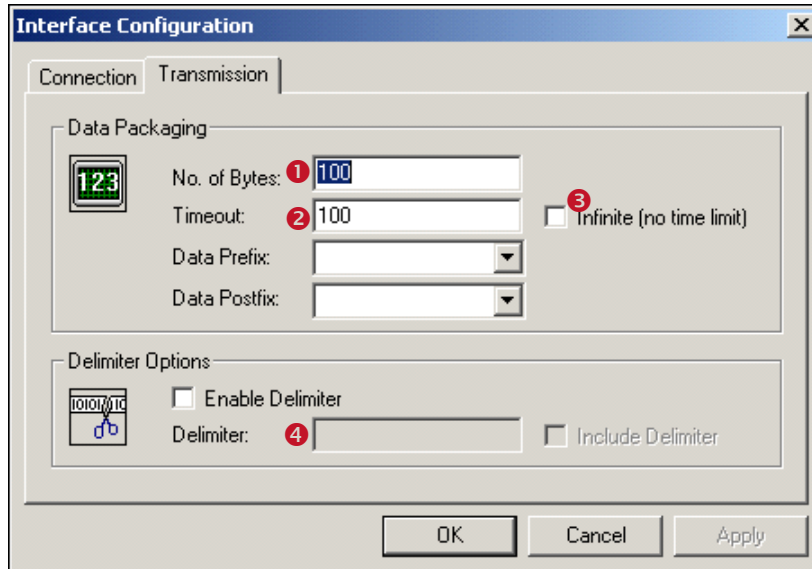 Interface Configuration
Connection Transmission
Data Packaging
123
No. of Bytes: 1 100
Timeout: 2 100 3 Infinite (no time limit)
Data Prefix:
Data Postfix:
Delimiter Options
Enable Delimiter
Delimiter: 4 Include Delimiter
OK Cancel Apply